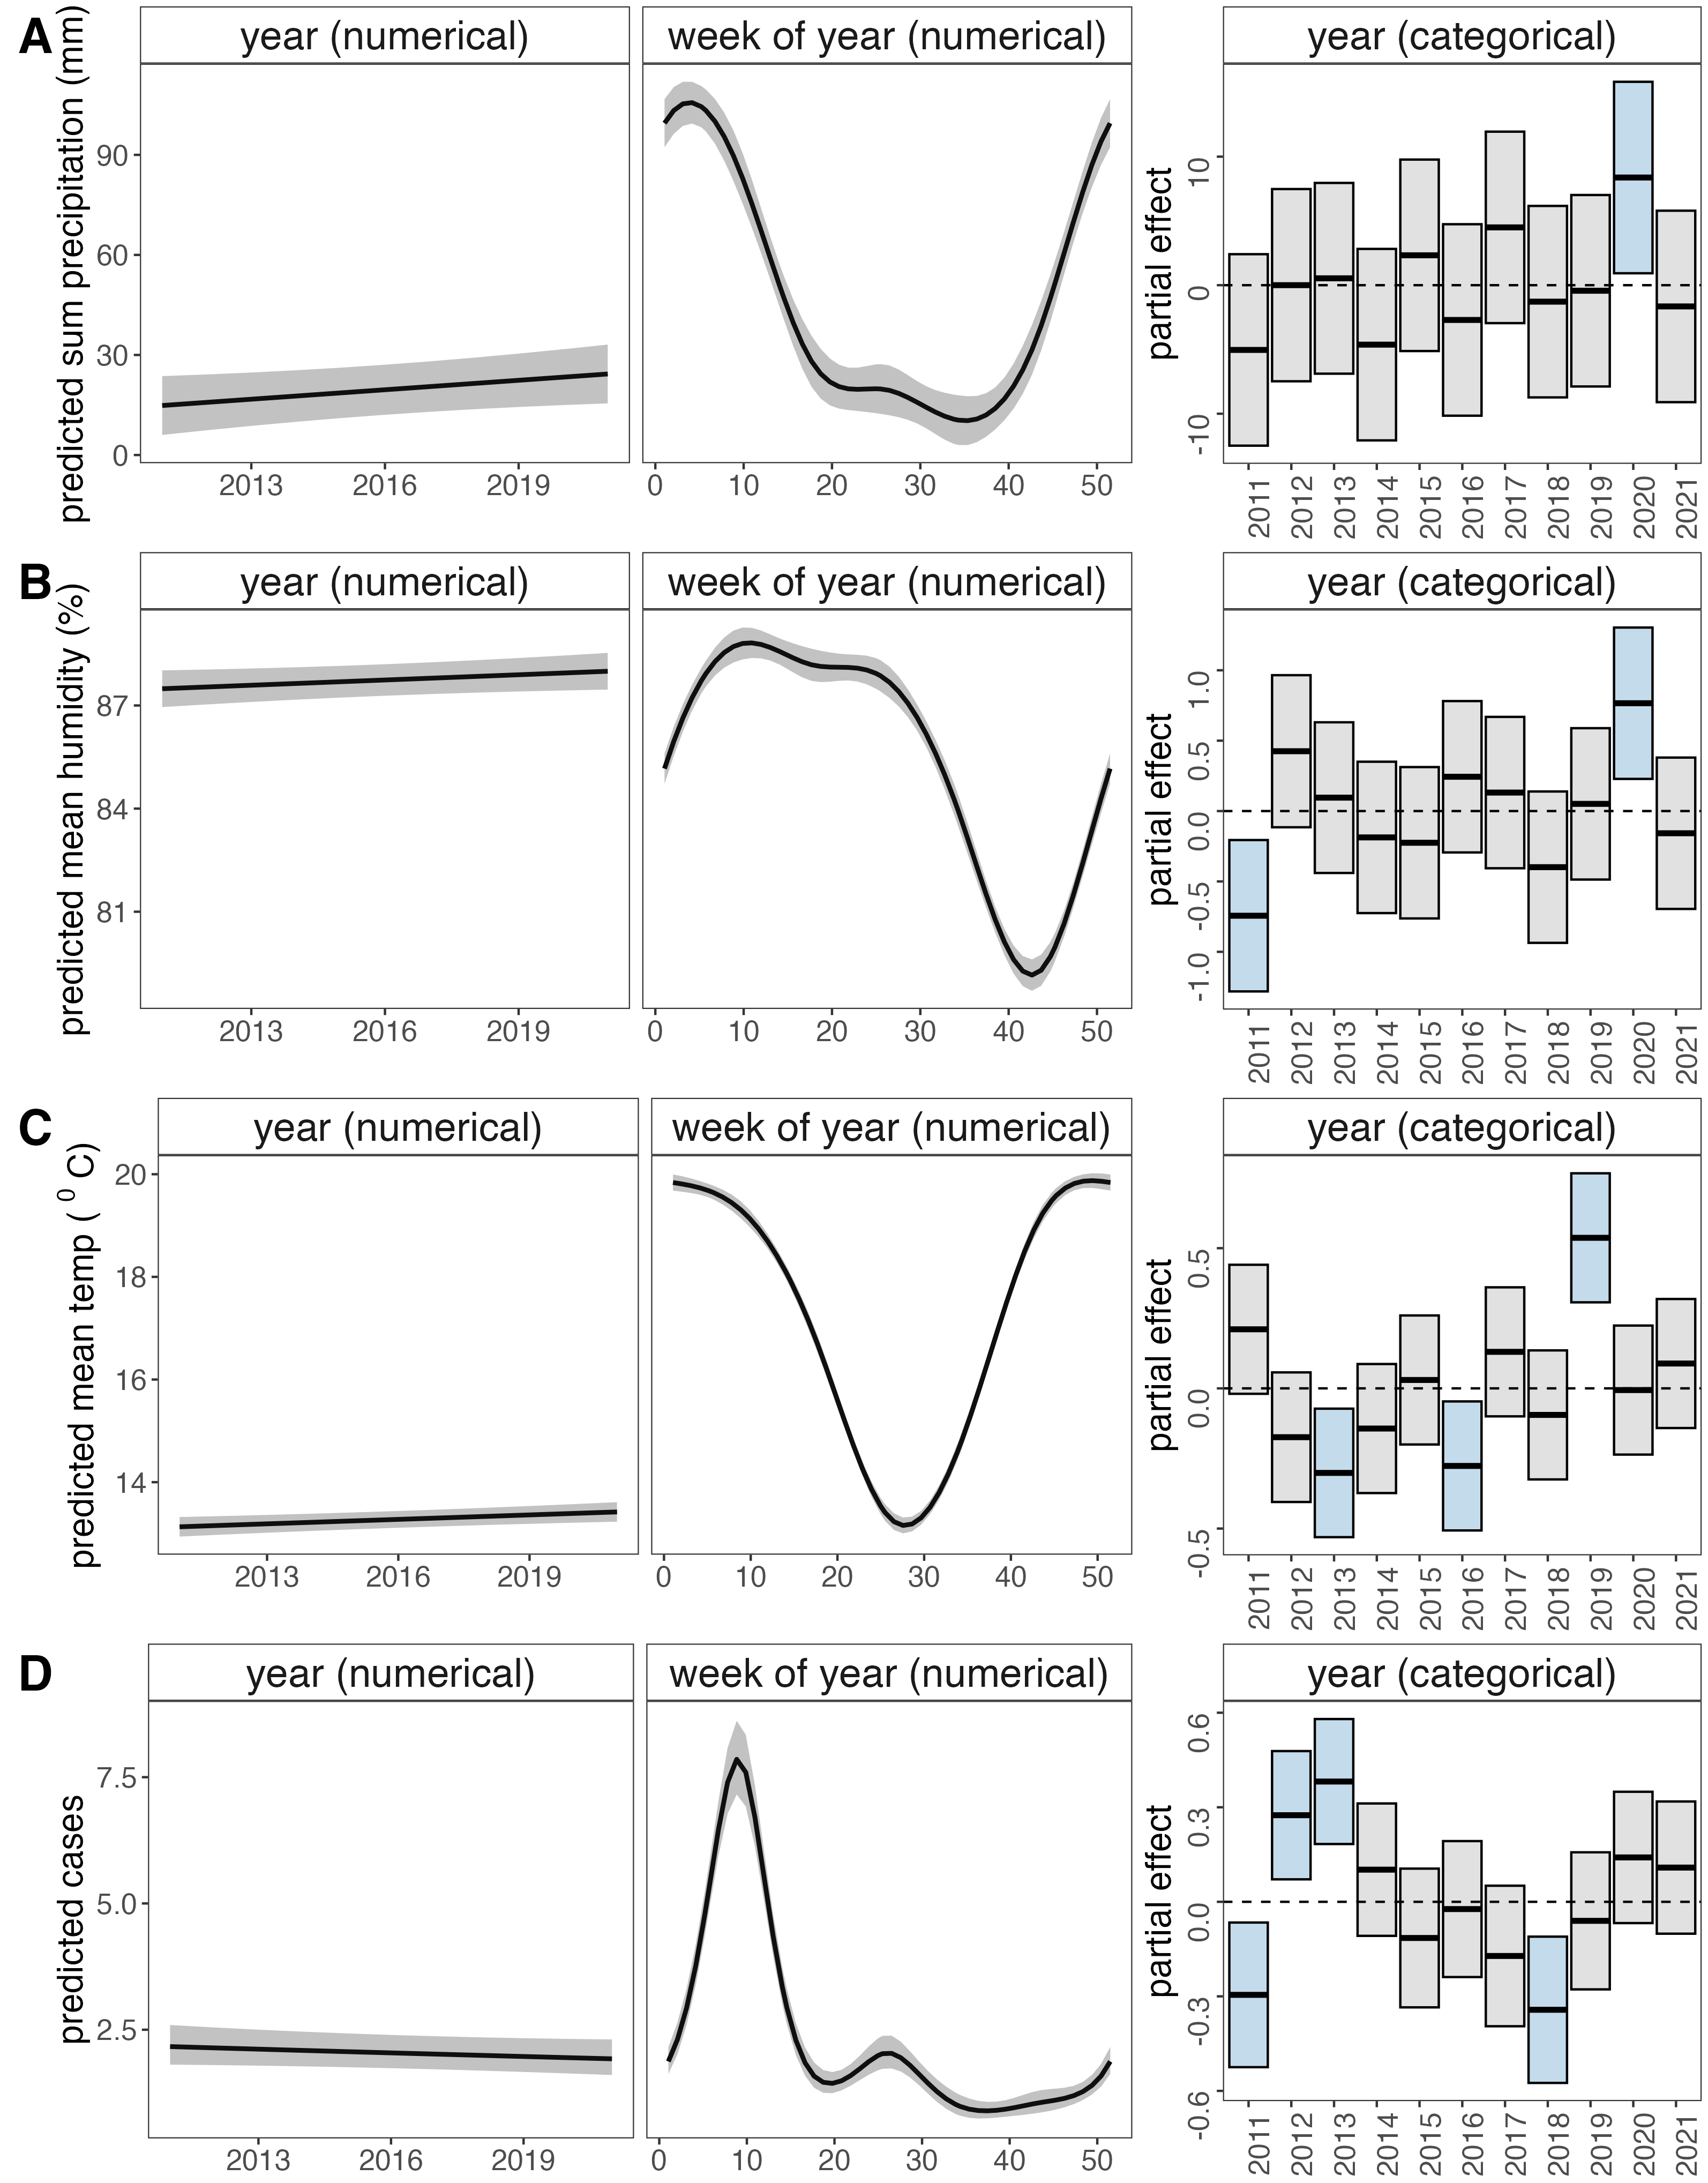 A
year (numerical)
week of year (numerical)
year (categorical)
predicted sum precipitation (mm)
90
60
30
0
2013 2016 2019
0 10 20 30 40 50
partial effect
10
0
-10
2011 2012 2013 2014 2015 2016 2017 2018 2019 2020 2021
B
year (numerical)
week of year (numerical)
year (categorical)
predicted mean humidity (%)
87
84
81
2013 2016 2019
0 10 20 30 40 50
partial effect
1.0
0.5
0.0
-0.5
-1.0
2011 2012 2013 2014 2015 2016 2017 2018 2019 2020 2021
C
year (numerical)
week of year (numerical)
year (categorical)
predicted mean temp ( ⁰ C)
20
18
16
14
2013 2016 2019
0 10 20 30 40 50
partial effect
0.5
0.0
-0.5
2011 2012 2013 2014 2015 2016 2017 2018 2019 2020 2021
D
year (numerical)
week of year (numerical)
year (categorical)
predicted cases
7.5
5.0
2.5
2013 2016 2019
0 10 20 30 40 50
partial effect
0.6
0.3
0.0
-0.3
-0.6
2011 2012 2013 2014 2015 2016 2017 2018 2019 2020 2021